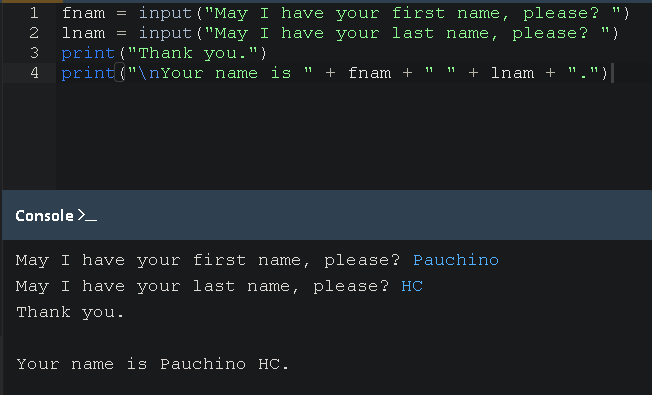 1 fnam = input("May I have your first name, please? ")
2 lnam = input("May I have your last name, please? ")
3 print("Thank you.")
4 print("\nYour name is " + fnam + " " + lnam + ".")
Console >_
May I have your first name, please? Pauchino
May I have your last name, please? HC
Thank you.
Your name is Pauchino HC.